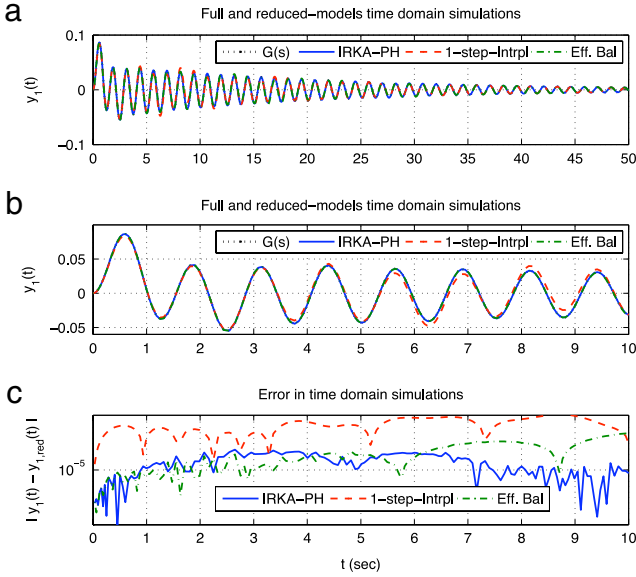 a
Full and reduced-models time domain simulations
G(s) IRKA-PH 1-step-Intrpl Eff. Bal
y1(t)
0.1
0
-0.1
0 5 10 15 20 25 30 35 40 45 50
b
Full and reduced-models time domain simulations
G(s) IRKA-PH 1-step-Intrpl Eff. Bal
y1(t)
0.05
0
-0.05
0 1 2 3 4 5 6 7 8 9 10
c
Error in time domain simulations
| y1(t) - y1,red(t) |
10^-5
IRKA-PH 1-step-Intrpl Eff. Bal
0 1 2 3 4 5 6 7 8 9 10
t (sec)